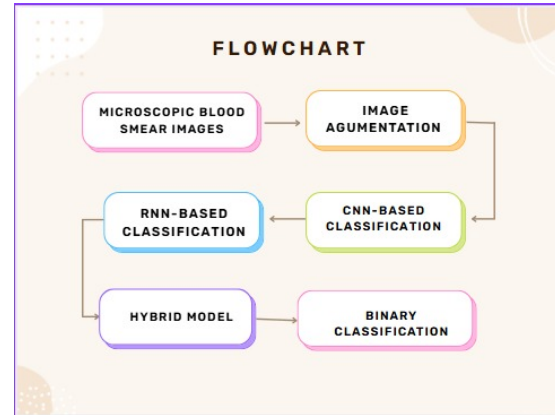 FLOWCHART
MICROSCOPIC BLOOD
SMEAR IMAGES
IMAGE
AGUMENTATION
CNN-BASED
CLASSIFICATION
RNN-BASED
CLASSIFICATION
HYBRID MODEL
BINARY
CLASSIFICATION